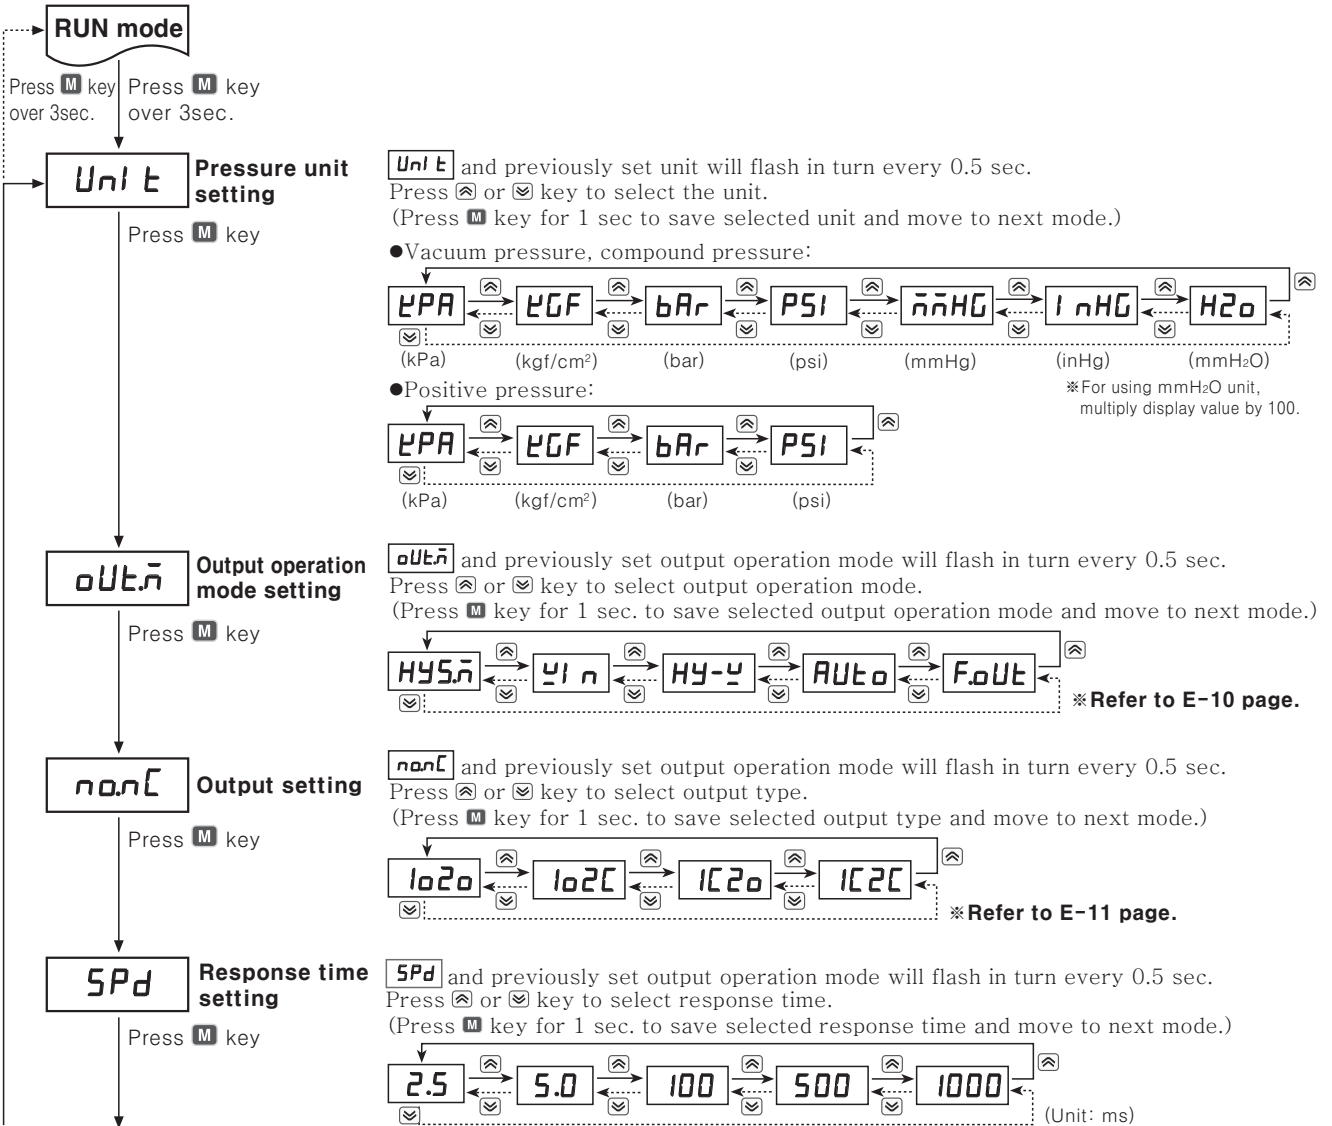 RUN mode
Press M key over 3sec.
Press M key over 3sec.
UnIt
Pressure unit setting
UnIt and previously set unit will flash in turn every 0.5 sec.
Press or key to select the unit.
(Press M key for 1 sec to save selected unit and move to next mode.)
Press M key
●Vacuum pressure, compound pressure:
kPA kGF bAr PSI mmHG InHG H2o
(kPa) (kgf/cm²) (bar) (psi) (mmHg) (inHg) (mmH₂O)
●Positive pressure:
※For using mmH₂O unit,
multiply display value by 100.
kPA kGF bAr PSI
(kPa) (kgf/cm²) (bar) (psi)
oUt.m
Output operation mode setting
oUt.m and previously set output operation mode will flash in turn every 0.5 sec.
Press or key to select output operation mode.
(Press M key for 1 sec. to save selected output operation mode and move to next mode.)
Press M key
HYS.m wIn HY-w AUto F.oUt
※Refer to E-10 page.
no.nC
Output setting
no.nC and previously set output operation mode will flash in turn every 0.5 sec.
Press or key to select output type.
(Press M key for 1 sec. to save selected output type and move to next mode.)
Press M key
1o2o 1o2C 1C2o 1C2C
※Refer to E-11 page.
SPd
Response time setting
SPd and previously set output operation mode will flash in turn every 0.5 sec.
Press or key to select response time.
(Press M key for 1 sec. to save selected response time and move to next mode.)
Press M key
2.5 5.0 100 500 1000
(Unit: ms)